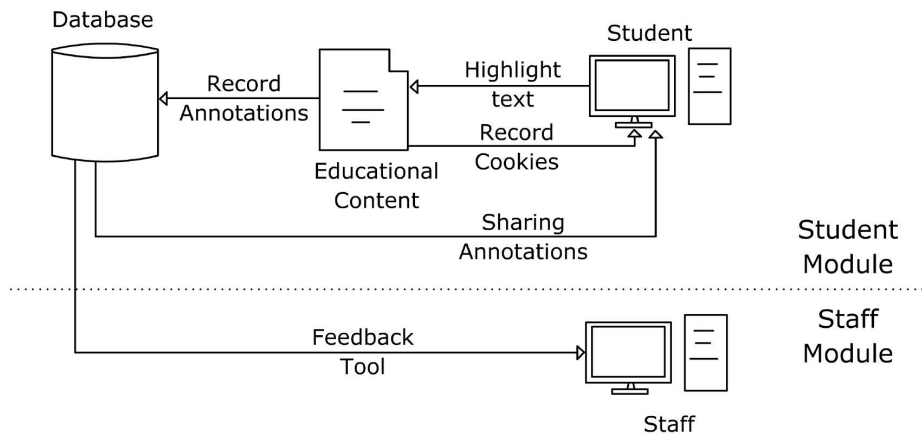 Database
Student
Record
Annotations
Highlight
text
Record
Cookies
Educational
Content
Sharing
Annotations
Student
Module
Staff
Module
Feedback
Tool
Staff